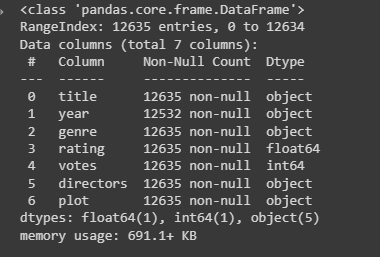 <class 'pandas.core.frame.DataFrame'>
RangeIndex: 12635 entries, 0 to 12634
Data columns (total 7 columns):
 #   Column     Non-Null Count  Dtype
---  ------     --------------  -----
 0   title      12635 non-null  object
 1   year       12532 non-null  object
 2   genre      12635 non-null  object
 3   rating     12635 non-null  float64
 4   votes      12635 non-null  int64
 5   directors  12635 non-null  object
 6   plot       12635 non-null  object
dtypes: float64(1), int64(1), object(5)
memory usage: 691.1+ KB